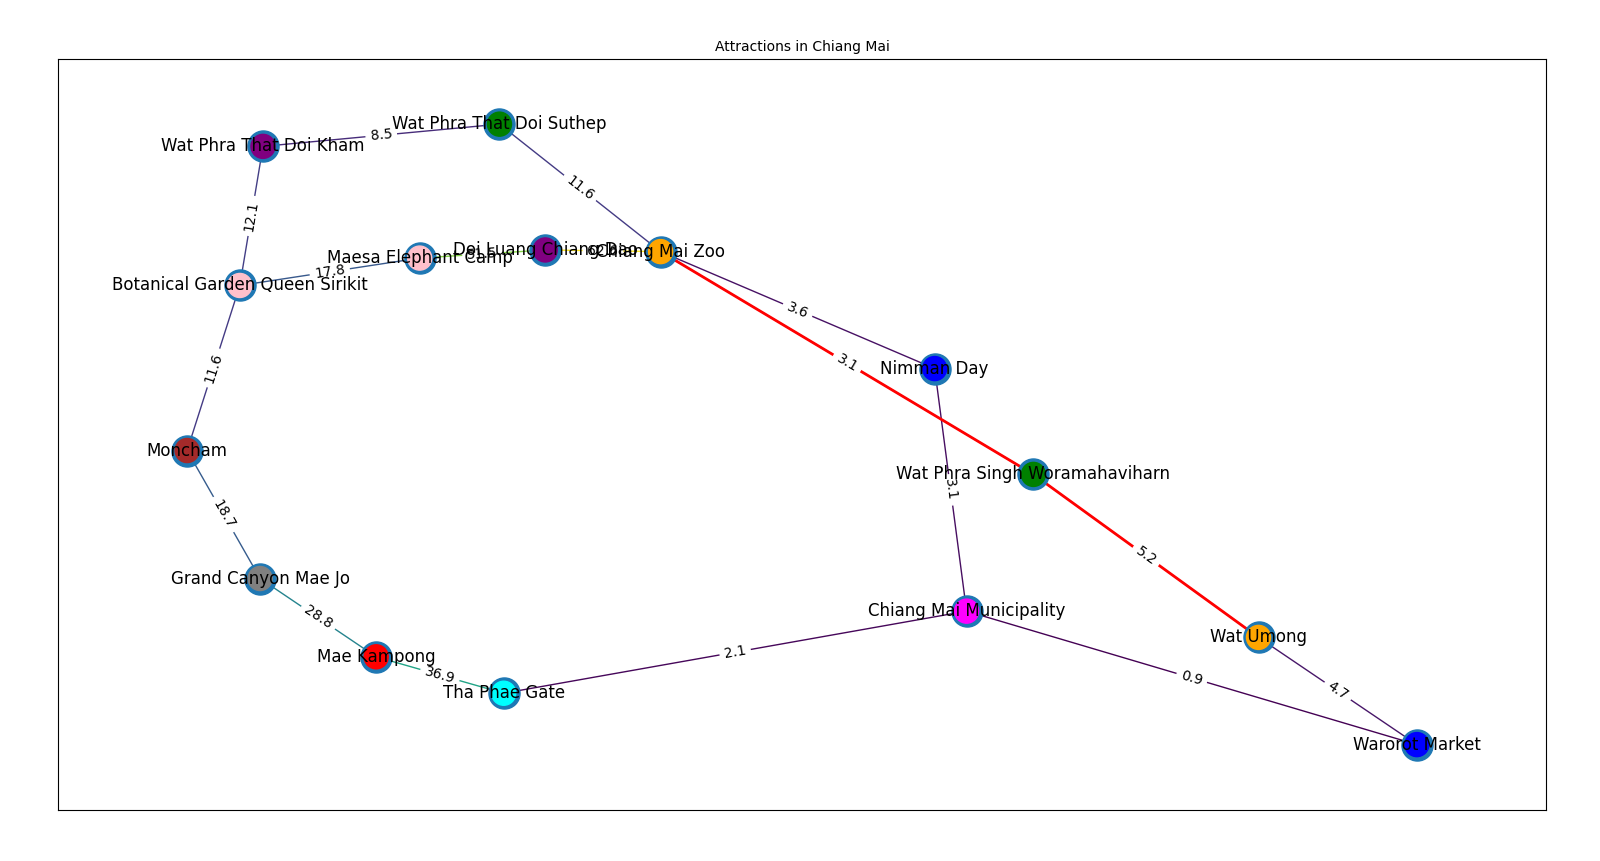 Attractions in Chiang Mai
Wat Phra That Doi Suthep
8.5
Wat Phra That Doi Kham
11.6
12.1
Doi Luang Chiang Dao
Chiang Mai Zoo
Maesa Elephant Camp
17.8
Botanical Garden Queen Sirikit
3.6
3.1
11.6
Nimman Day
Moncham
Wat Phra Singh Woramahaviharn
3.1
18.7
5.2
Grand Canyon Mae Jo
28.8
Chiang Mai Municipality
Wat Umong
2.1
Mae Kampong
36.9
0.9
4.7
Tha Phae Gate
Warorot Market